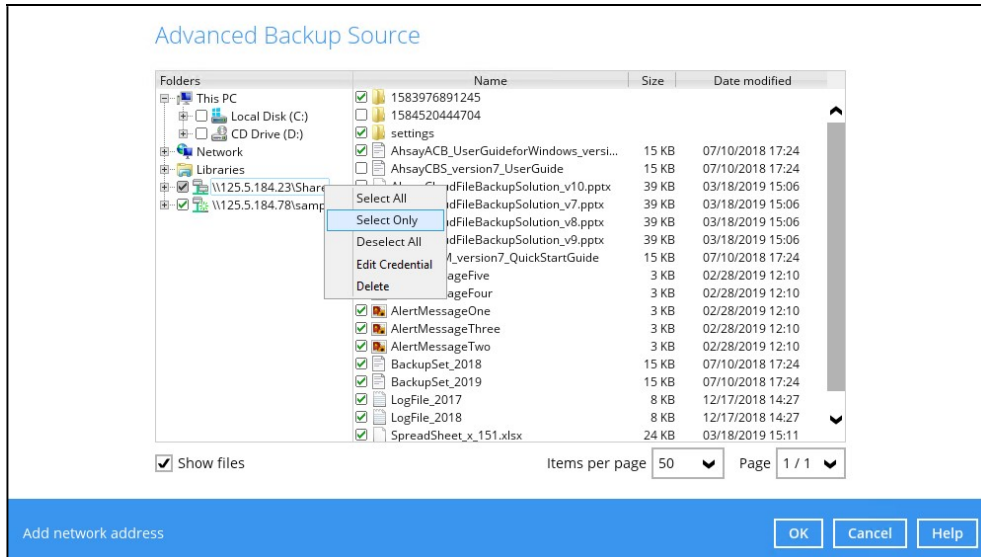 Advanced Backup Source
Folders
This PC
Local Disk (C:)
CD Drive (D:)
Network
Libraries
\\125.5.184.23\Share
\\125.5.184.78\samp
Select All
Select Only
Deselect All
Edit Credential
Delete
Name Size Date modified
1583976891245
1584520444704
settings
AhsayACB_UserGuideforWindows_versi... 15 KB 07/10/2018 17:24
AhsayCBS_version7_UserGuide 15 KB 07/10/2018 17:24
udFileBackupSolution_v10.pptx 39 KB 03/18/2019 15:06
dFileBackupSolution_v7.pptx 39 KB 03/18/2019 15:06
dFileBackupSolution_v8.pptx 39 KB 03/18/2019 15:06
dFileBackupSolution_v9.pptx 39 KB 03/18/2019 15:06
M_version7_QuickStartGuide 15 KB 07/10/2018 17:24
ageFive 3 KB 02/28/2019 12:10
ageFour 3 KB 02/28/2019 12:10
AlertMessageOne 3 KB 02/28/2019 12:10
AlertMessageThree 3 KB 02/28/2019 12:10
AlertMessageTwo 3 KB 02/28/2019 12:10
BackupSet_2018 15 KB 07/10/2018 17:24
BackupSet_2019 15 KB 07/10/2018 17:24
LogFile_2017 8 KB 12/17/2018 14:27
LogFile_2018 8 KB 12/17/2018 14:27
SpreadSheet_x_151.xlsx 24 KB 03/18/2019 15:11
Show files Items per page 50 Page 1 / 1
Add network address OK Cancel Help